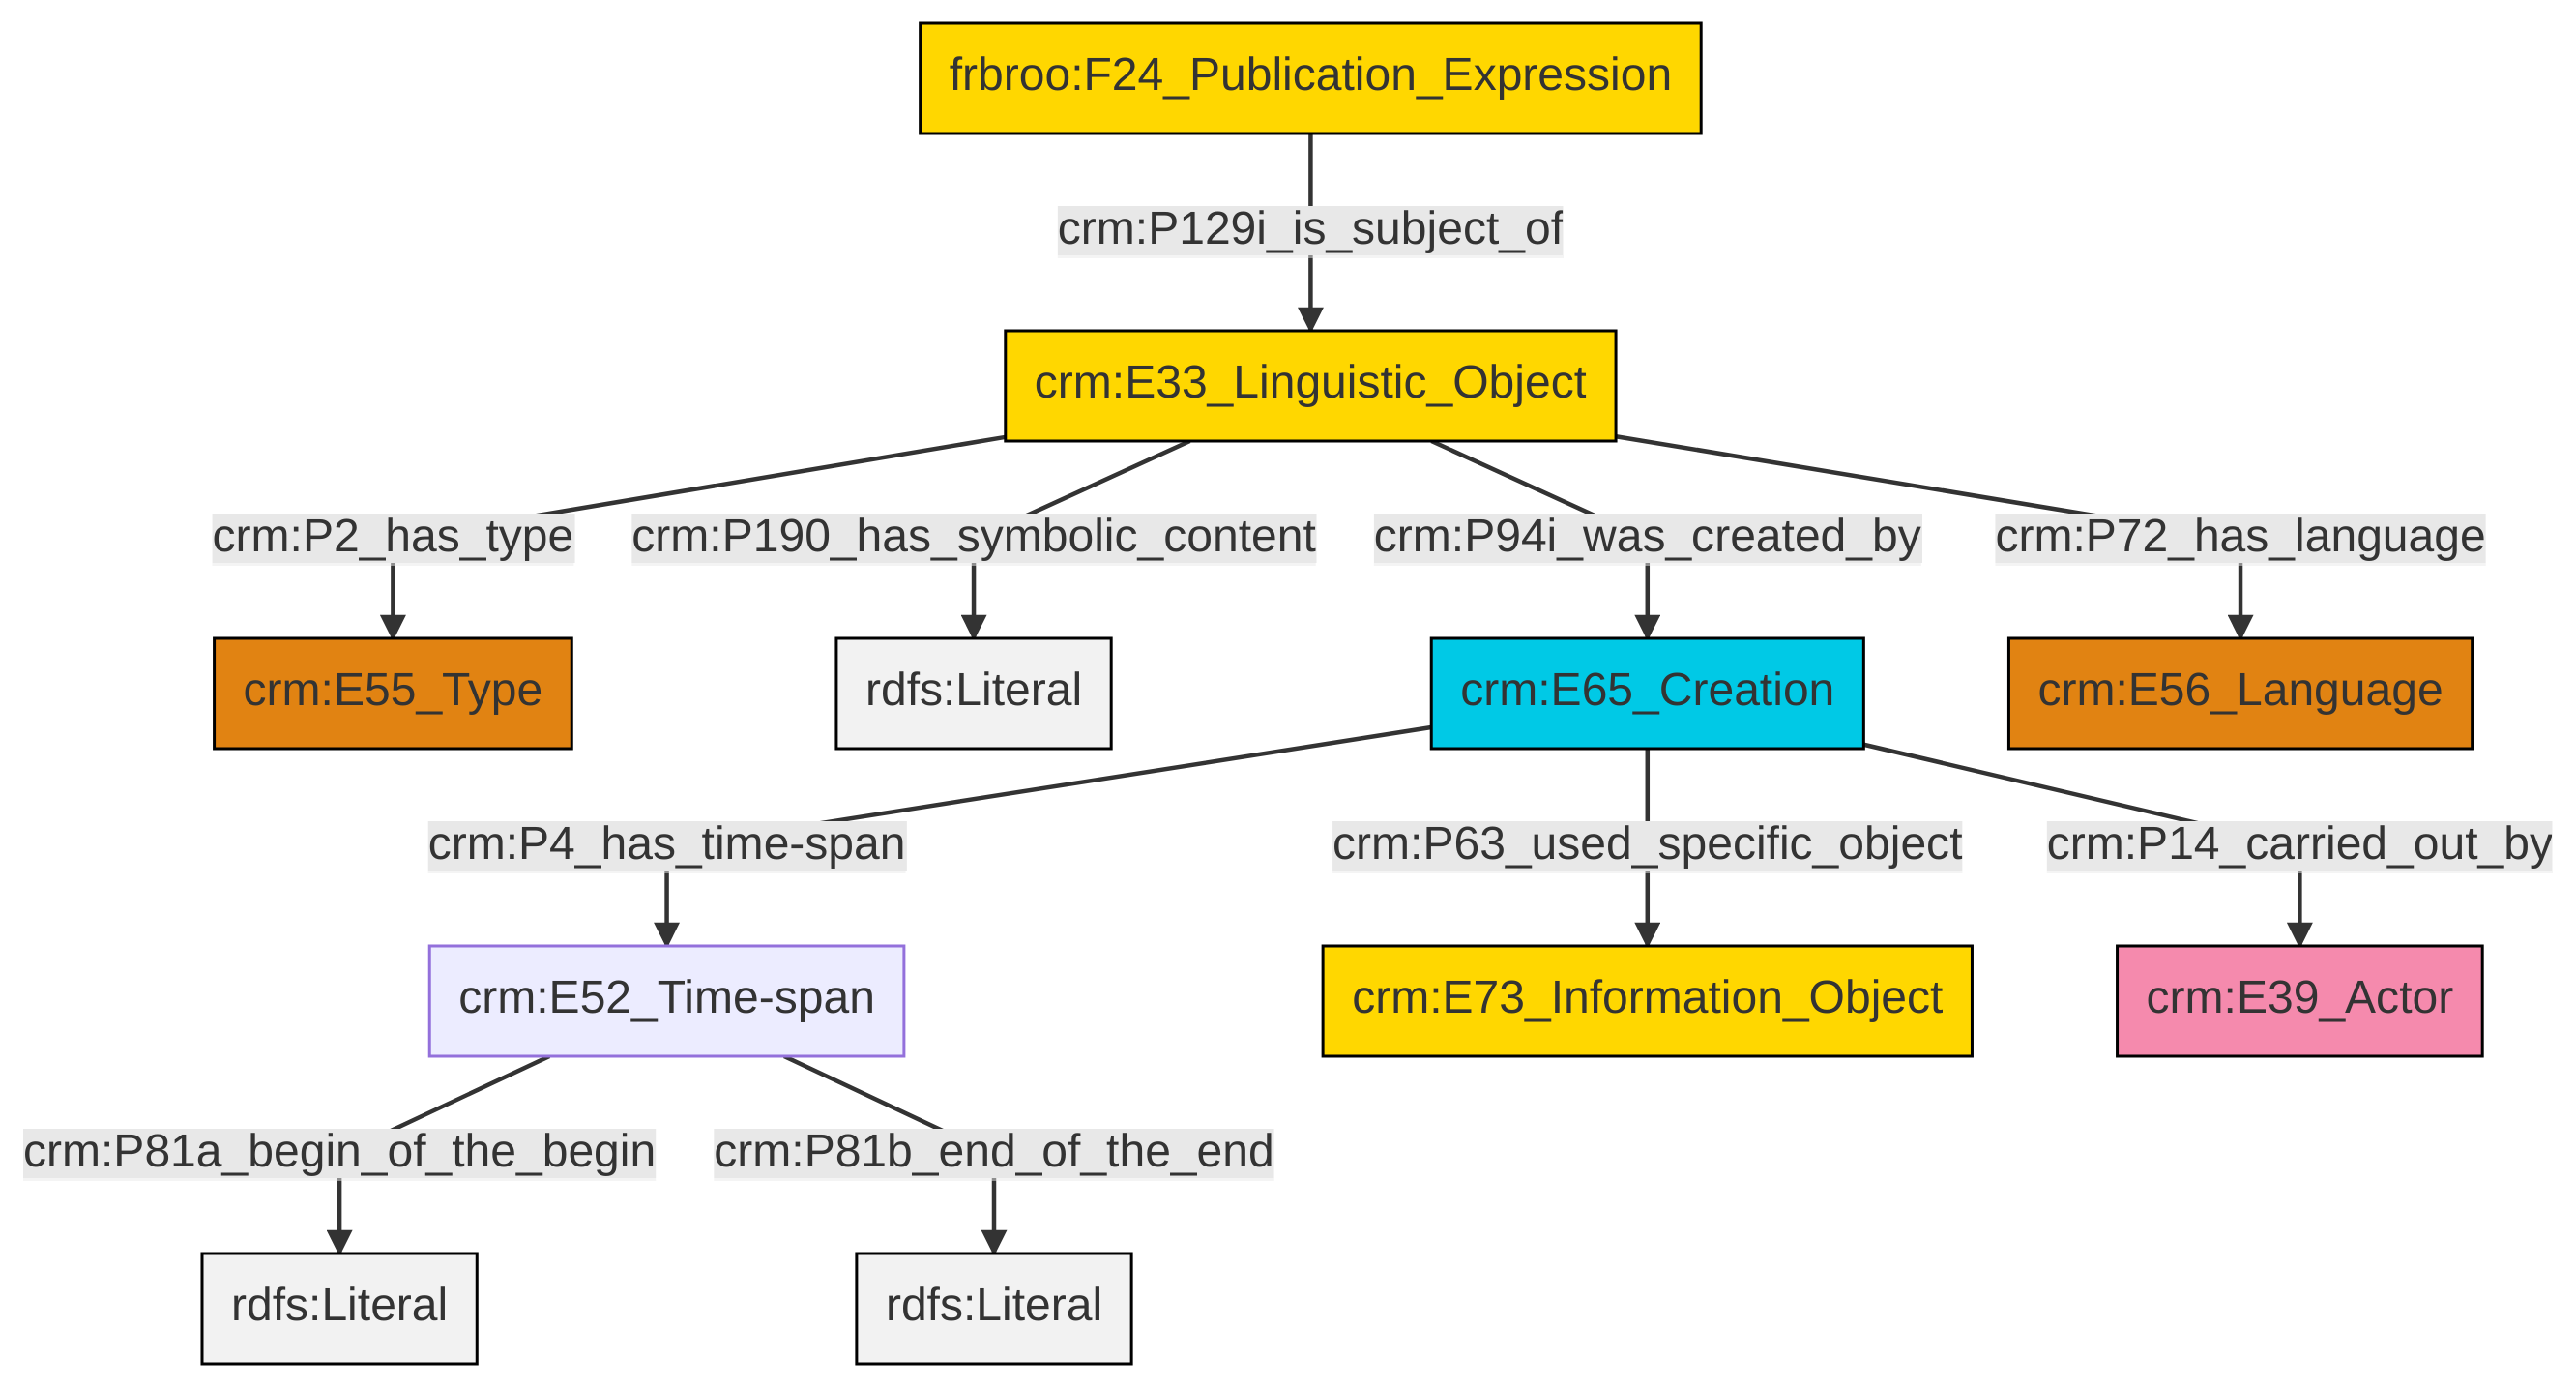 frbroo:F24_Publication_Expression
crm:P129i_is_subject_of
crm:E33_Linguistic_Object
crm:P2_has_type
crm:P190_has_symbolic_content
crm:P94i_was_created_by
crm:P72_has_language
crm:E55_Type
rdfs:Literal
crm:E65_Creation
crm:E56_Language
crm:P4_has_time-span
crm:P63_used_specific_object
crm:P14_carried_out_by
crm:E52_Time-span
crm:E73_Information_Object
crm:E39_Actor
crm:P81a_begin_of_the_begin
crm:P81b_end_of_the_end
rdfs:Literal
rdfs:Literal